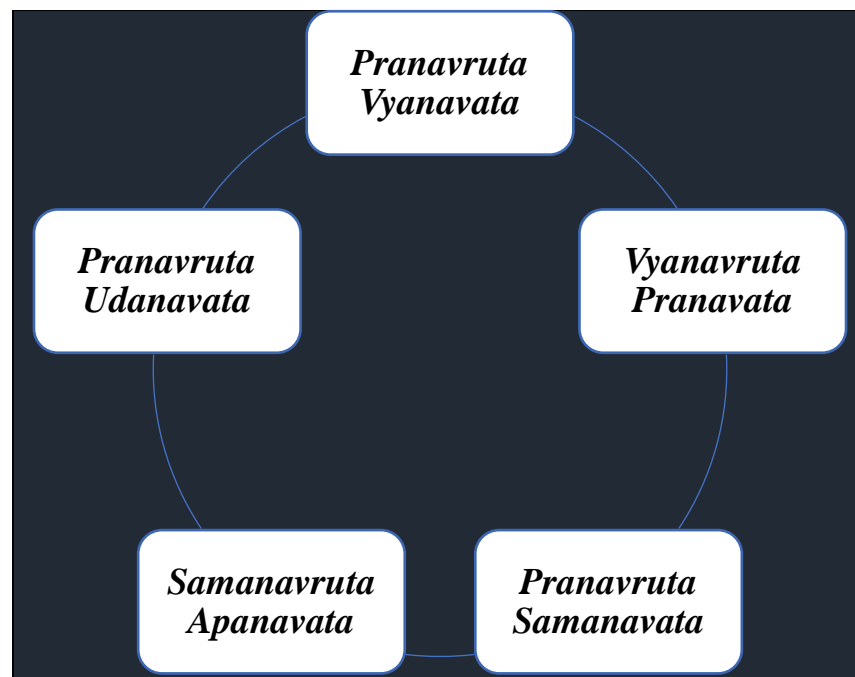 Pranavruta
Vyanavata
Pranavruta
Udanavata
Vyanavruta
Pranavata
Samanavruta
Apanavata
Pranavruta
Samanavata